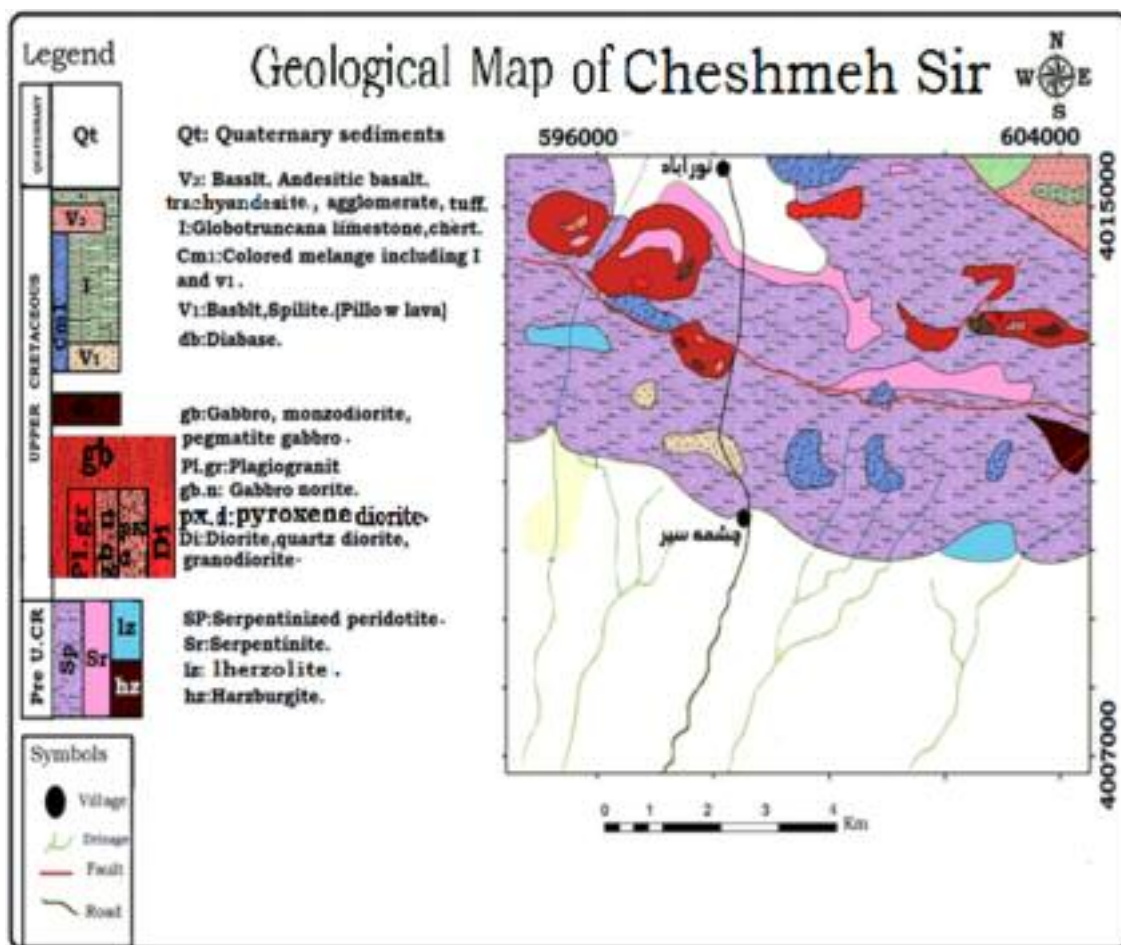 Legend
Geological Map of Cheshmeh Sir
N
W E
S
QUATERNARY
Qt
Qt: Quaternary sediments
596000 604000
4015000
4007000
نورآباد
چشمه سیر
UPPER CRETACEOUS
V2
I
Cm1
V1
V2: Basslt, Andesitic basalt,
trachyandesite., agglomerate, tuff.
I:Globotruncana limestone,chert.
Cm1:Colored melange including I
and v1.
V1:Basblt,Spilite.[Pillow lava]
db:Diabase.
gb
Pl.gr
gb.n
Di
gb:Gabbro, monzodiorite,
pegmatite gabbro.
Pl.gr:Plagiogranit
gb.n: Gabbro norite.
px.d:pyroxene diorite.
Di:Diorite,quartz diorite,
granodiorite-
Pre U.CR
Sp
Sr
lz
hz
SP:Serpentinized peridotite.
Sr:Serpentinite.
lz: lherzolite .
hz:Harzburgite.
Symbols
Village
Drinage
Fault
Road
0 1 2 3 4
Km